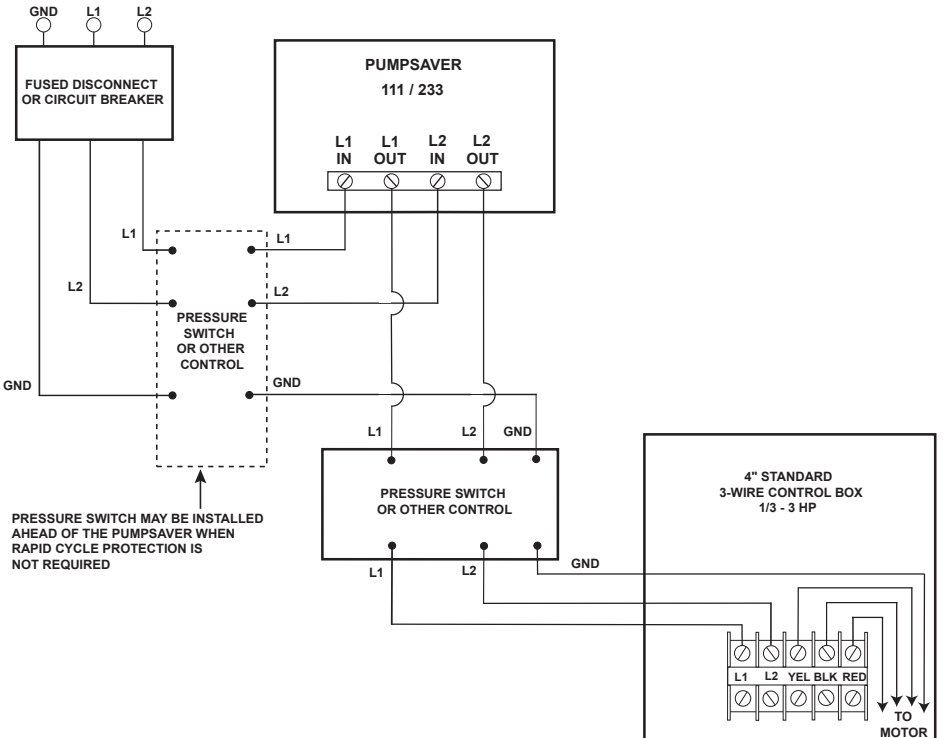 GND L1 L2
FUSED DISCONNECT
OR CIRCUIT BREAKER
PUMPSAVER
111 / 233
L1 L1 L2 L2
IN OUT IN OUT
L1
L1
L2
L2
PRESSURE
SWITCH
OR OTHER
CONTROL
GND
GND
L1 L2 GND
PRESSURE SWITCH
OR OTHER CONTROL
L1 L2 GND
PRESSURE SWITCH MAY BE INSTALLED
AHEAD OF THE PUMPSAVER WHEN
RAPID CYCLE PROTECTION IS
NOT REQUIRED
4" STANDARD
3-WIRE CONTROL BOX
1/3 - 3 HP
L1 L2 YEL BLK RED
TO
MOTOR